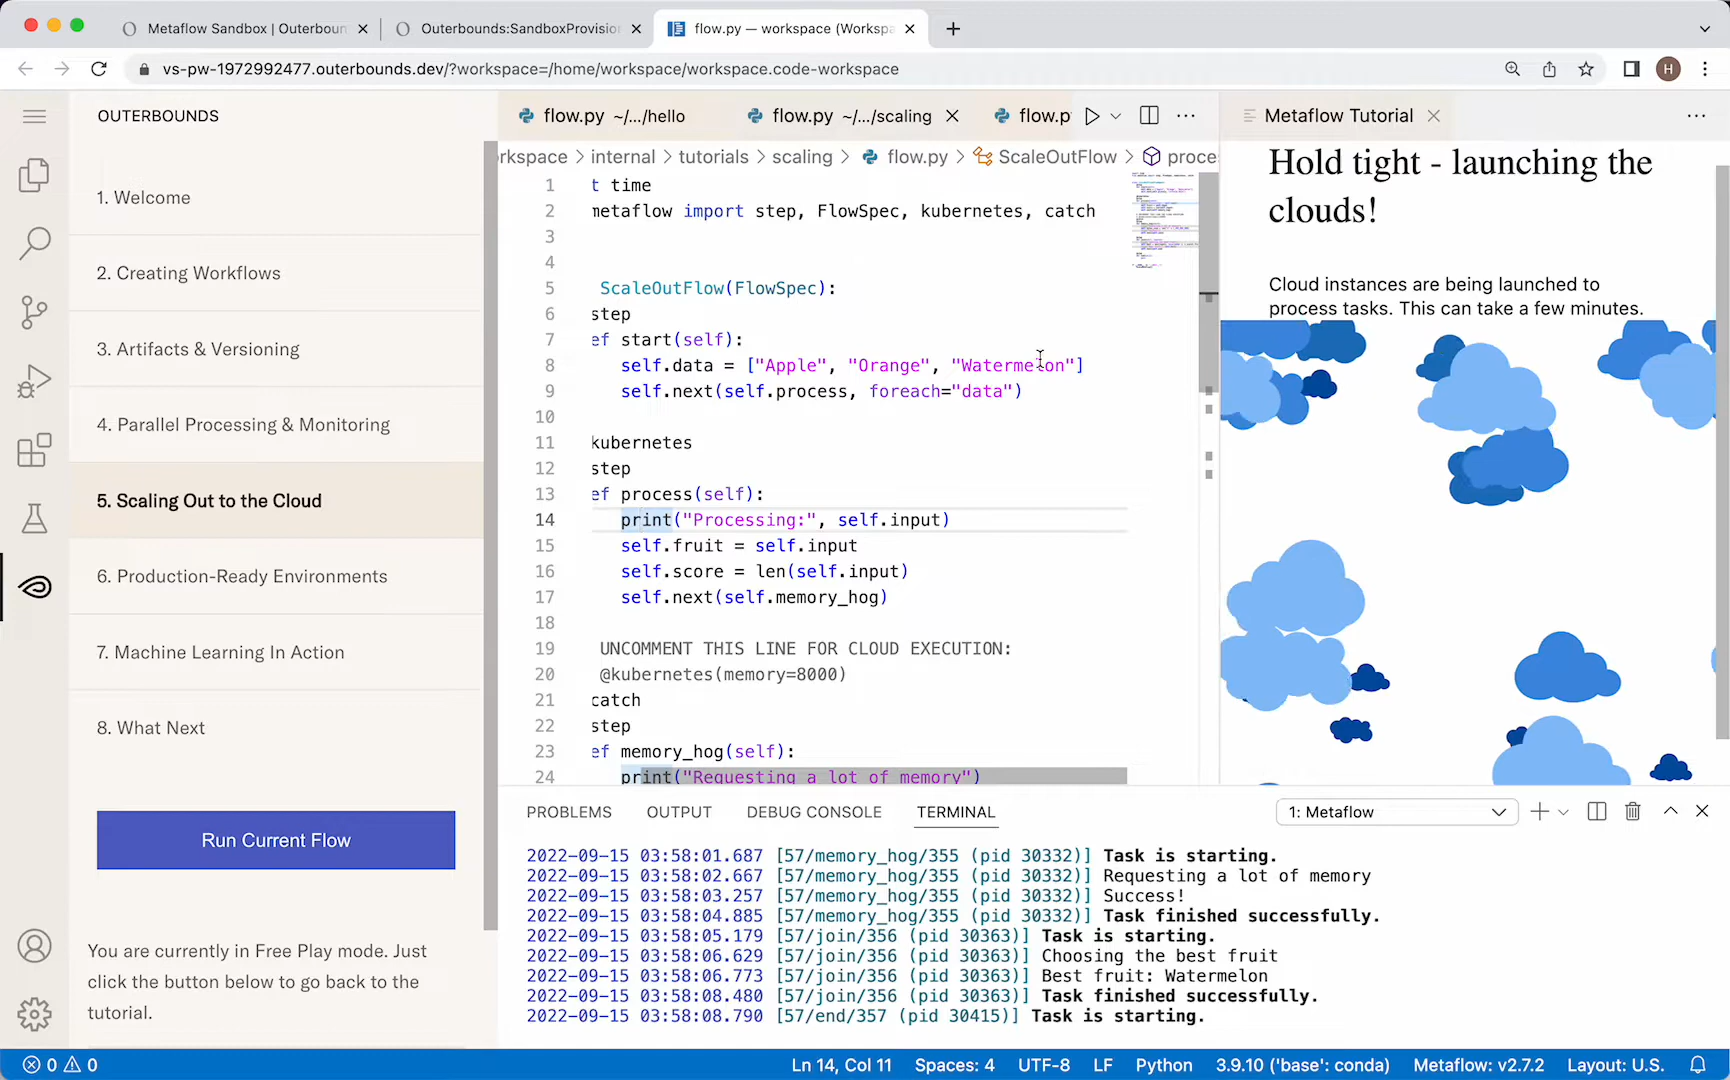 Metaflow Sandbox | Outerboun
Outerbounds:SandboxProvision
flow.py — workspace (Workspa
vs-pw-1972992477.outerbounds.dev/?workspace=/home/workspace/workspace.code-workspace
H
OUTERBOUNDS
1. Welcome
2. Creating Workflows
3. Artifacts & Versioning
4. Parallel Processing & Monitoring
5. Scaling Out to the Cloud
6. Production-Ready Environments
7. Machine Learning In Action
8. What Next
Run Current Flow
You are currently in Free Play mode. Just
click the button below to go back to the
tutorial.
flow.py ~/.../hello
flow.py ~/.../scaling
flow.p
rkspace > internal > tutorials > scaling > flow.py > ScaleOutFlow > proce
1 t time
2 metaflow import step, FlowSpec, kubernetes, catch
3
4
5 ScaleOutFlow(FlowSpec):
6 step
7 ef start(self):
8 self.data = ["Apple", "Orange", "Watermelon"]
9 self.next(self.process, foreach="data")
10
11 kubernetes
12 step
13 ef process(self):
14 print("Processing:", self.input)
15 self.fruit = self.input
16 self.score = len(self.input)
17 self.next(self.memory_hog)
18
19 UNCOMMENT THIS LINE FOR CLOUD EXECUTION:
20 @kubernetes(memory=8000)
21 catch
22 step
23 ef memory_hog(self):
24 print("Requesting a lot of memory")
Metaflow Tutorial
Hold tight - launching the
clouds!
Cloud instances are being launched to
process tasks. This can take a few minutes.
PROBLEMS OUTPUT DEBUG CONSOLE TERMINAL
1: Metaflow
2022-09-15 03:58:01.687 [57/memory_hog/355 (pid 30332)] Task is starting.
2022-09-15 03:58:02.667 [57/memory_hog/355 (pid 30332)] Requesting a lot of memory
2022-09-15 03:58:03.257 [57/memory_hog/355 (pid 30332)] Success!
2022-09-15 03:58:04.885 [57/memory_hog/355 (pid 30332)] Task finished successfully.
2022-09-15 03:58:05.179 [57/join/356 (pid 30363)] Task is starting.
2022-09-15 03:58:06.629 [57/join/356 (pid 30363)] Choosing the best fruit
2022-09-15 03:58:06.773 [57/join/356 (pid 30363)] Best fruit: Watermelon
2022-09-15 03:58:08.480 [57/join/356 (pid 30363)] Task finished successfully.
2022-09-15 03:58:08.790 [57/end/357 (pid 30415)] Task is starting.
0 0
Ln 14, Col 11 Spaces: 4 UTF-8 LF Python 3.9.10 ('base': conda) Metaflow: v2.7.2 Layout: U.S.